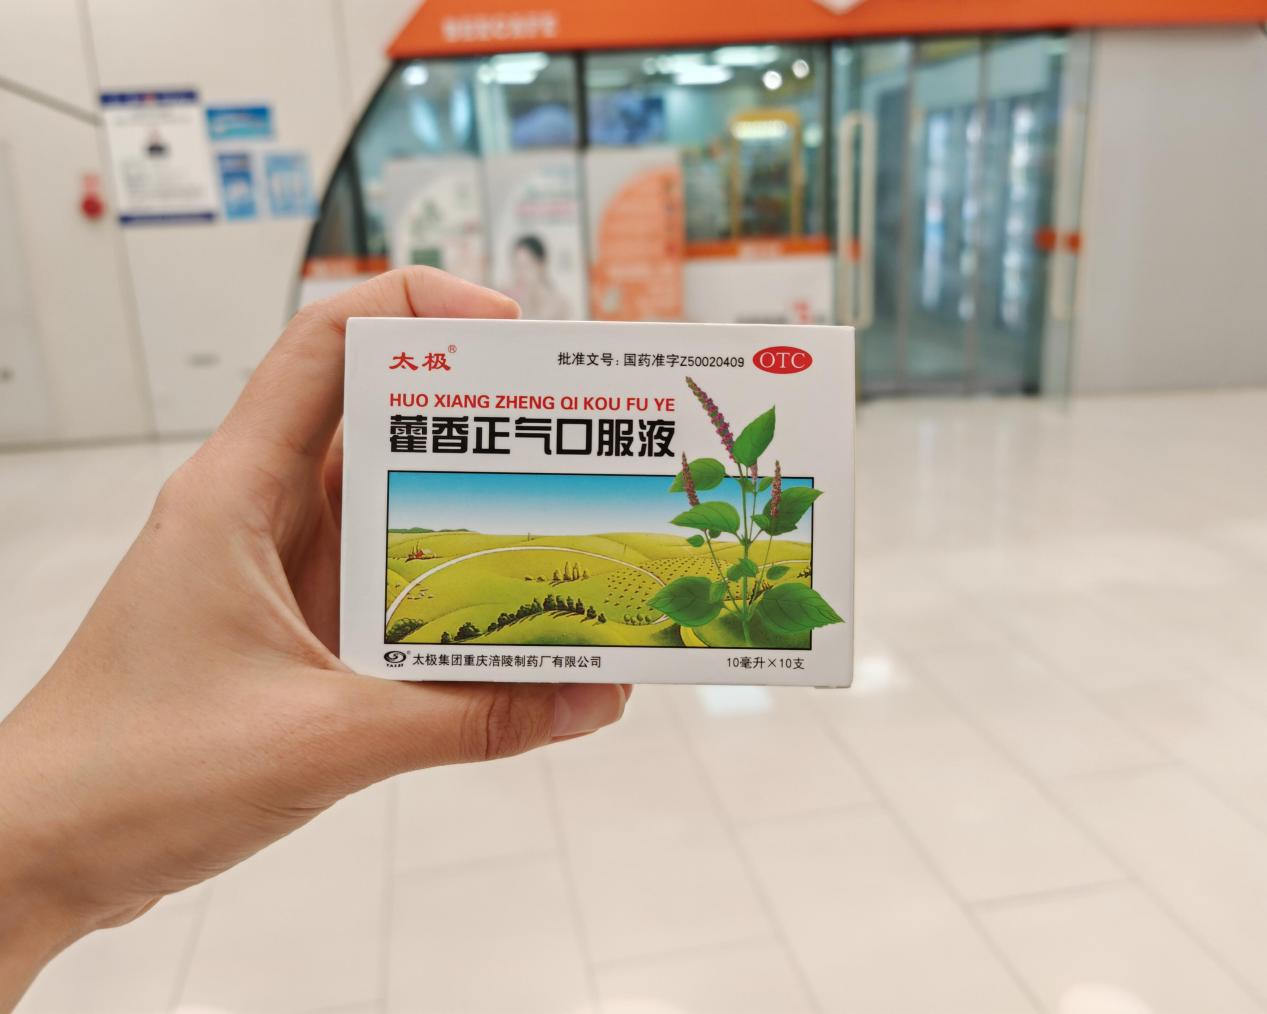 BEECAFE
太极®
批准文号：国药准字Z50020409 OTC
HUO XIANG ZHENG QI KOU FU YE
藿香正气口服液
太极集团重庆涪陵制药厂有限公司
10毫升×10支